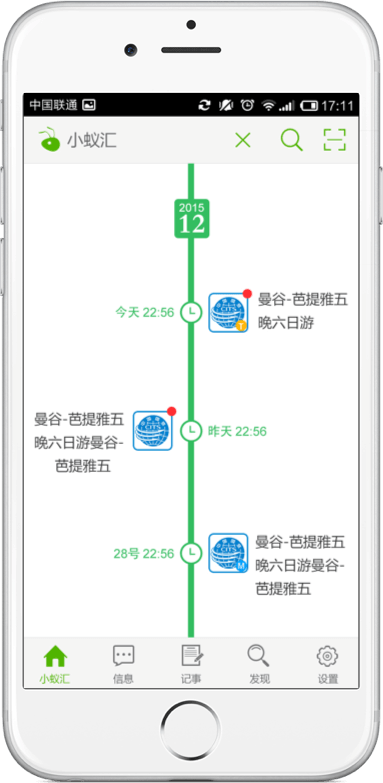 中国联通 17:11
小蚁汇
2015
12
今天 22:56
曼谷-芭提雅五
晚六日游
曼谷-芭提雅五
晚六日游曼谷-
芭提雅五
昨天 22:56
28号 22:56
曼谷-芭提雅五
晚六日游曼谷-
芭提雅五
CITS
CITS
CITS
M
小蚁汇 信息 记事 发现 设置